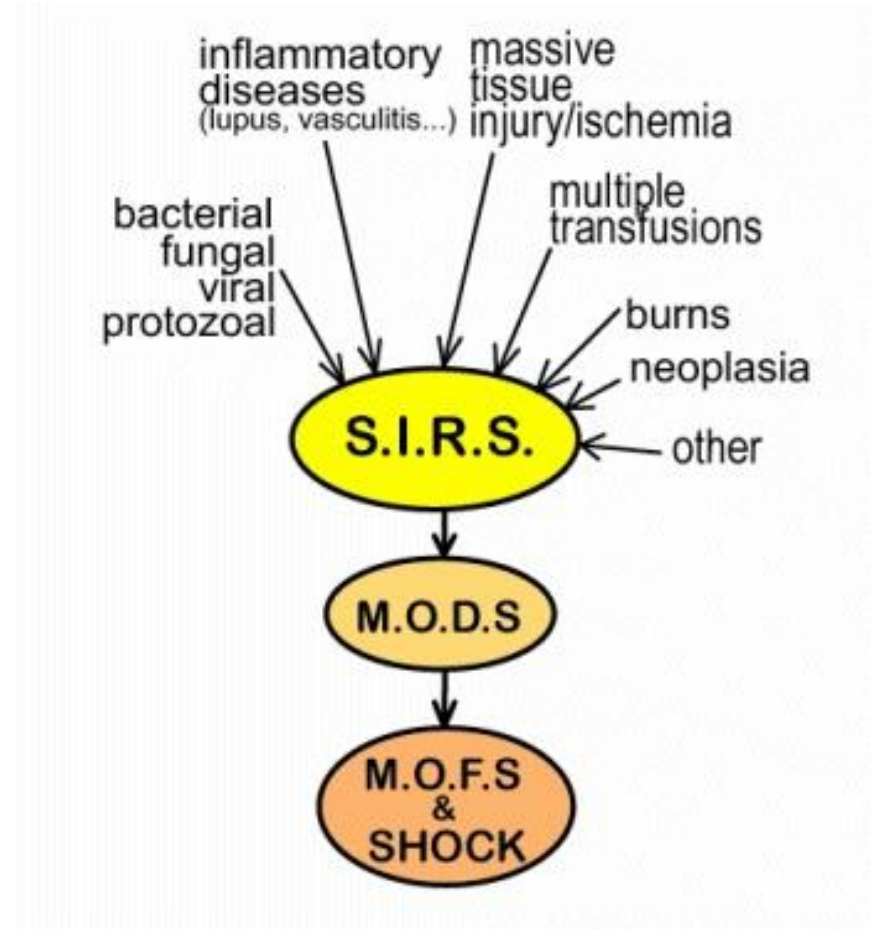 inflammatory
diseases
(lupus, vasculitis...)
massive
tissue
injury/ischemia
multiple
transfusions
bacterial
fungal
viral
protozoal
burns
neoplasia
other
S.I.R.S.
M.O.D.S
M.O.F.S
&
SHOCK